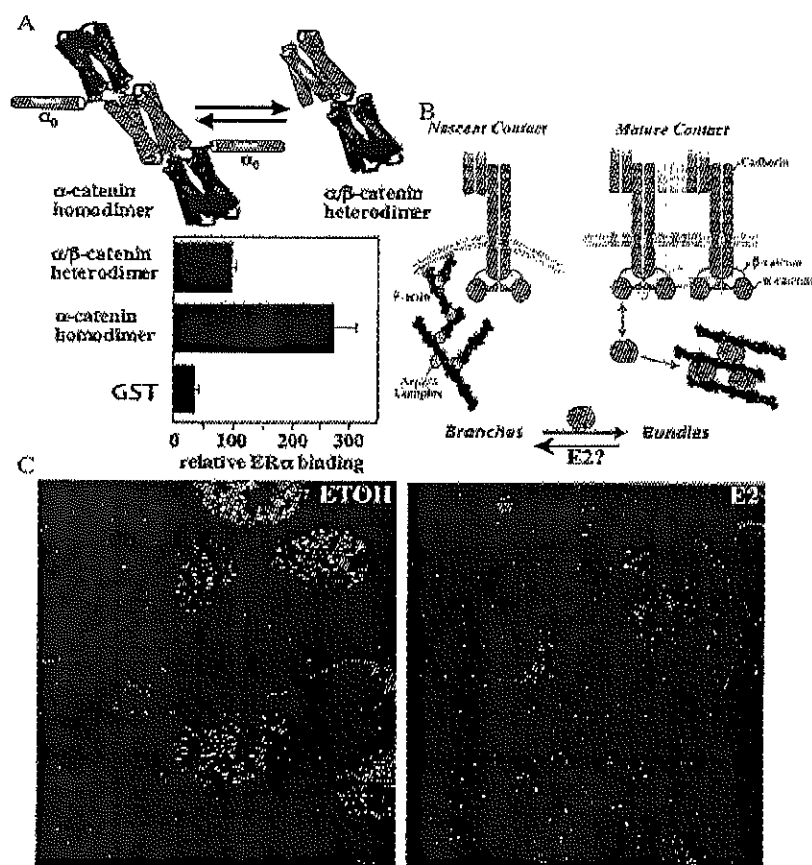 A
α₀
α₀
α-catenin
homodimer
α/β-catenin
heterodimer
α/β-catenin
heterodimer
α-catenin
homodimer
GST
0 100 200 300
relative ERα binding
B
Nascent Contact
Mature Contact
Cadherin
β-catenin
α-catenin
F-actin
Arp2/3
Complex
Branches
Bundles
E2?
C
ETOH
E2